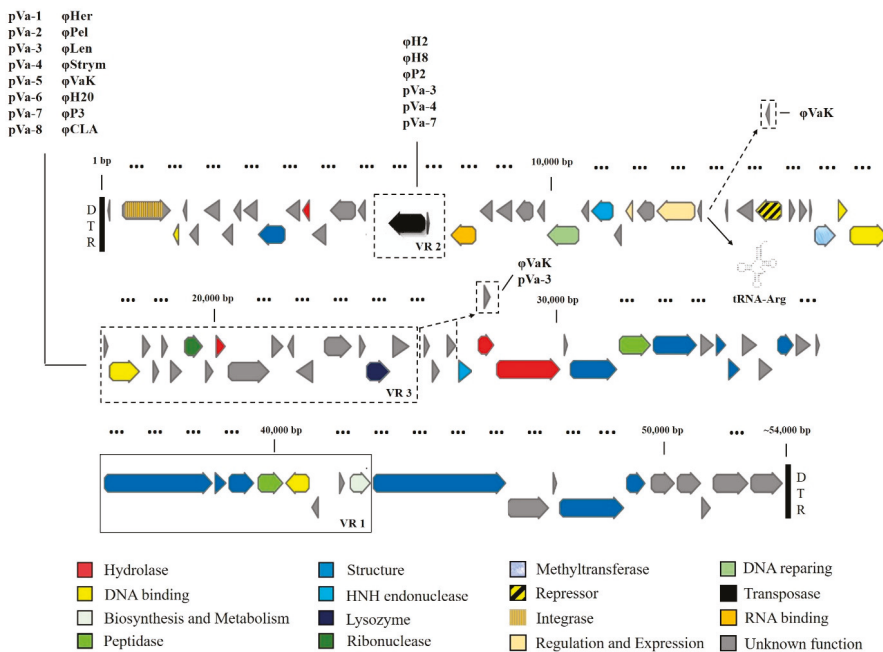 pVa-1 φHer
pVa-2 φPel
pVa-3 φLen
pVa-4 φStrym
pVa-5 φVaK
pVa-6 φH20
pVa-7 φP3
pVa-8 φCLA
φH2
φH8
φP2
pVa-3
pVa-4
pVa-7
φVaK
1 bp ... ... ... ... ... ... ... ... 10,000 bp ... ... ... ... ... ...
D
T
R
VR 2
tRNA-Arg
φVaK
pVa-3
... ... 20,000 bp ... ... ... ... ... ... 30,000 bp ... ... ... ... ...
VR 3
... ... ... 40,000 bp ... ... ... ... ... ... ... ... 50,000 bp ... ~54,000 bp
D
T
R
VR 1
Hydrolase
DNA binding
Biosynthesis and Metabolism
Peptidase
Structure
HNH endonuclease
Lysozyme
Ribonuclease
Methyltransferase
Repressor
Integrase
Regulation and Expression
DNA reparing
Transposase
RNA binding
Unknown function